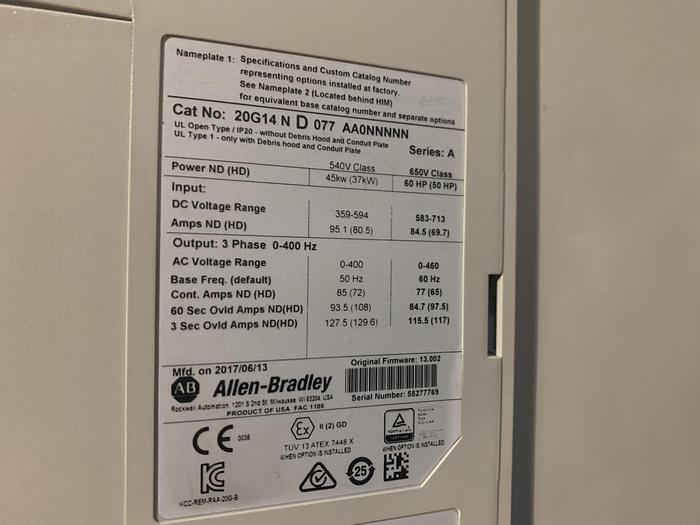 Nameplate 1: Specifications and Custom Catalog Number
representing options installed at factory.
See Nameplate 2 (Located behind HIM)
for equivalent base catalog number and separate options
Cat No: 20G14 N D 077 AA0NNNNN
UL Open Type / IP20 - without Debris Hood and Conduit Plate
UL Type 1 - only with Debris hood and Conduit Plate
Series: A
540V Class 650V Class
Power ND (HD) 45kw (37kW) 60 HP (50 HP)
Input:
DC Voltage Range 359-594 583-713
Amps ND (HD) 95.1 (80.5) 84.5 (69.7)
Output: 3 Phase 0-400 Hz
AC Voltage Range 0-400 0-460
Base Freq. (default) 50 Hz 60 Hz
Cont. Amps ND (HD) 85 (72) 77 (65)
60 Sec Ovld Amps ND(HD) 93.5 (108) 84.7 (97.5)
3 Sec Ovld Amps ND(HD) 127.5 (129.6) 115.5 (117)
Mfd. on 2017/06/13
Original Firmware: 13.002
AB Allen-Bradley
Serial Number: 55277769
Rockwell Automation, 1201 S 2nd St. Milwaukee, WI 53204, USA
PRODUCT OF USA FAC 1100
CE 0035
Ex II (2) GD
TÜV 13 ATEX 7448 X
WHEN OPTION IS INSTALLED
WHEN OPTION IS INSTALLED
25
KCC-REM-RAA-20G-B